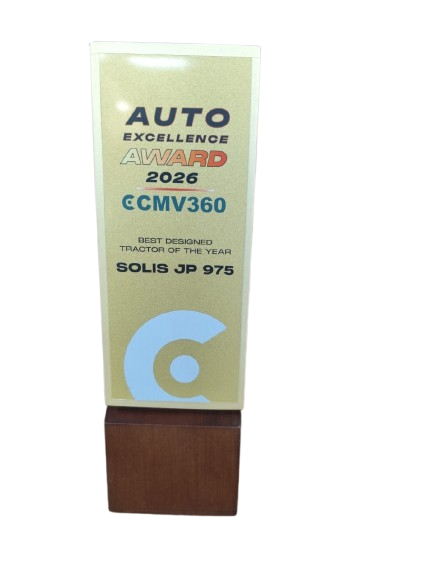 AUTO
EXCELLENCE
AWARD
2026
CMV360
BEST DESIGNED
TRACTOR OF THE YEAR
SOLIS JP 975